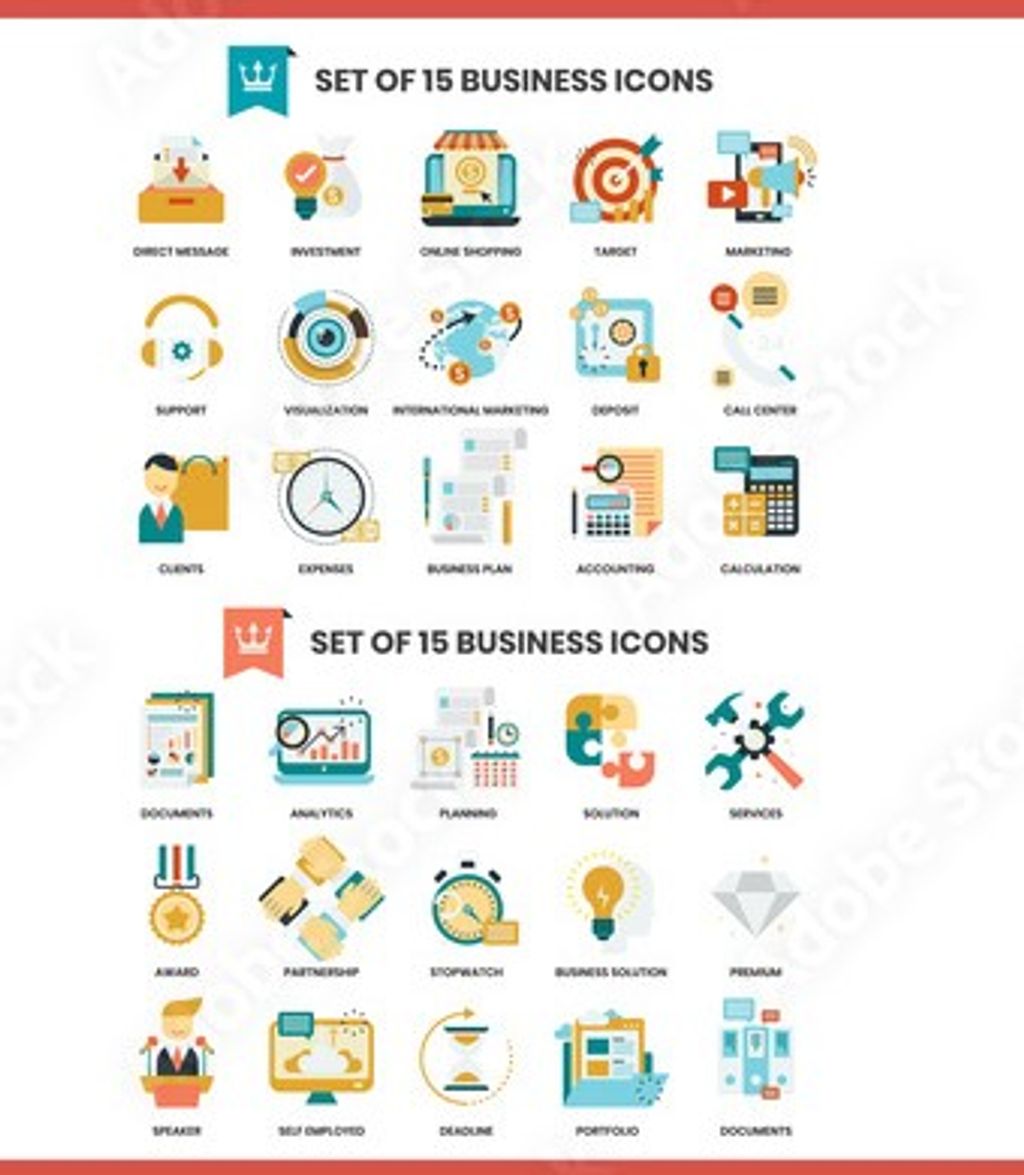 SET OF 15 BUSINESS ICONS
DIRECT MESSAGE
INVESTMENT
ONLINE SHOPPING
TARGET
MARKETING
SUPPORT
VISUALIZATION
INTERNATIONAL MARKETING
DEPOSIT
24
CALL CENTER
CLIENTS
EXPENSES
BUSINESS PLAN
ACCOUNTING
CALCULATION
SET OF 15 BUSINESS ICONS
DOCUMENTS
ANALYTICS
PLANNING
SOLUTION
SERVICES
AWARD
PARTNERSHIP
STOPWATCH
BUSINESS SOLUTION
PREMIUM
SPEAKER
SELF EMPLOYED
DEADLINE
PORTFOLIO
DOCUMENTS
Adobe Stock